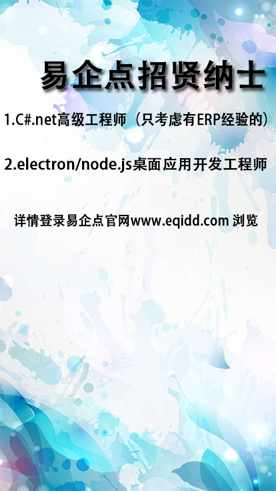 易企点招贤纳士
1.C#.net高级工程师（只考虑有ERP经验的）
2.electron/node.js桌面应用开发工程师
详情登录易企点官网www.eqidd.com 浏览